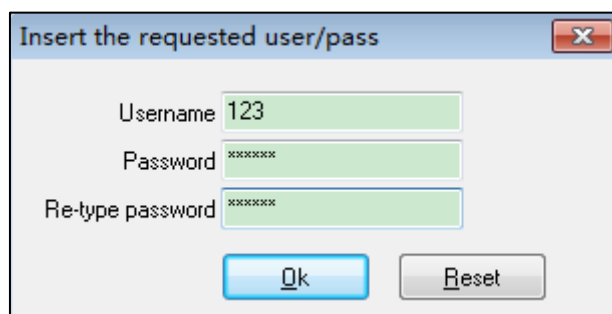 Insert the requested user/pass
Username 123
Password ******
Re-type password ******
Ok Reset